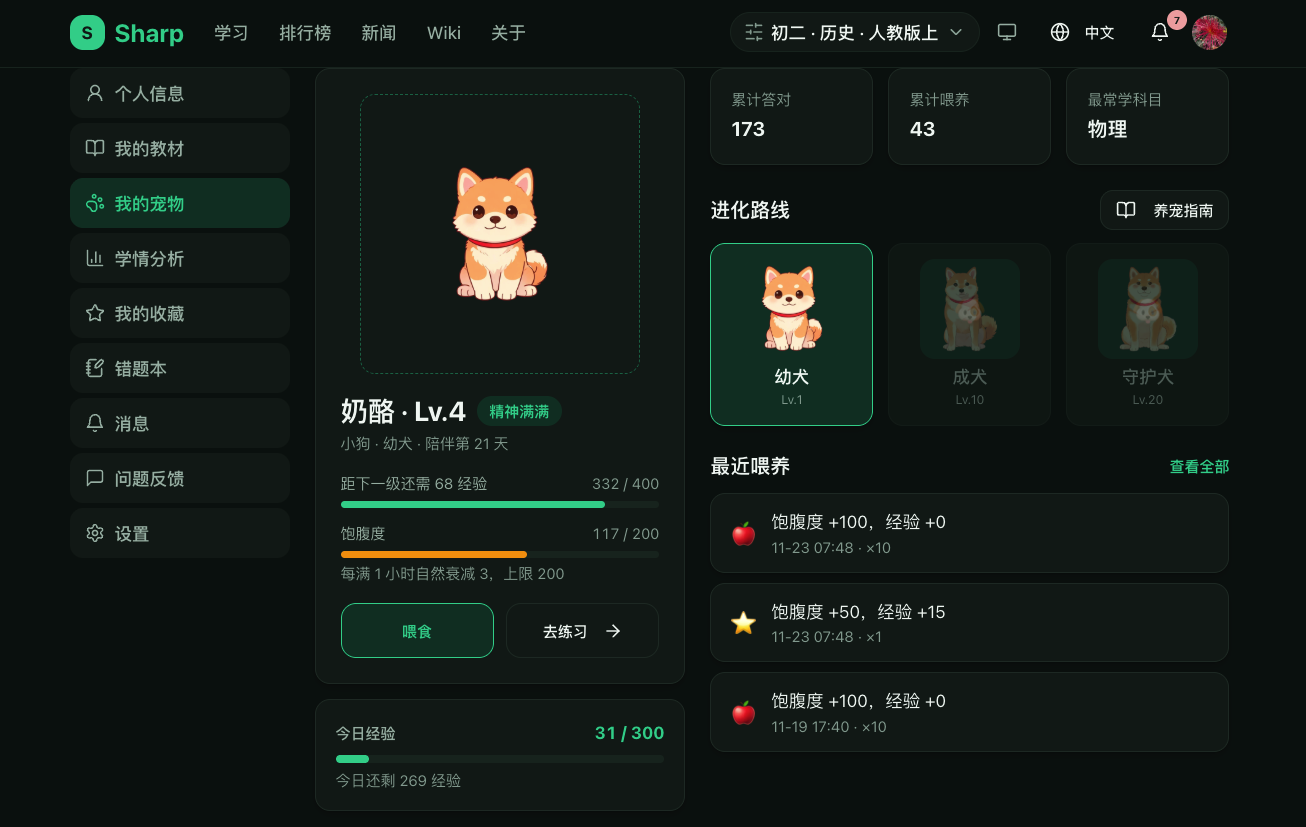 S Sharp 学习 排行榜 新闻 Wiki 关于 初二 · 历史 · 人教版上 中文 7
个人信息
我的教材
我的宠物
学情分析
我的收藏
错题本
消息
问题反馈
设置
奶酪 · Lv.4 精神满满
小狗 · 幼犬 · 陪伴第 21 天
距下一级还需 68 经验 332 / 400
饱腹度 117 / 200
每满 1 小时自然衰减 3，上限 200
喂食 去练习
今日经验 31 / 300
今日还剩 269 经验
累计答对 累计喂养 最常学科目
173 43 物理
进化路线 养宠指南
幼犬 成犬 守护犬
Lv.1 Lv.10 Lv.20
最近喂养 查看全部
饱腹度 +100，经验 +0
11-23 07:48 · ×10
饱腹度 +50，经验 +15
11-23 07:48 · ×1
饱腹度 +100，经验 +0
11-19 17:40 · ×10